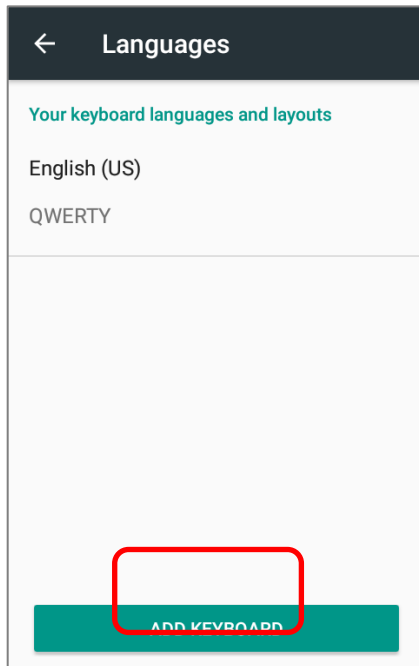 Languages
Your keyboard languages and layouts
English (US)
QWERTY
ADD KEYBOARD